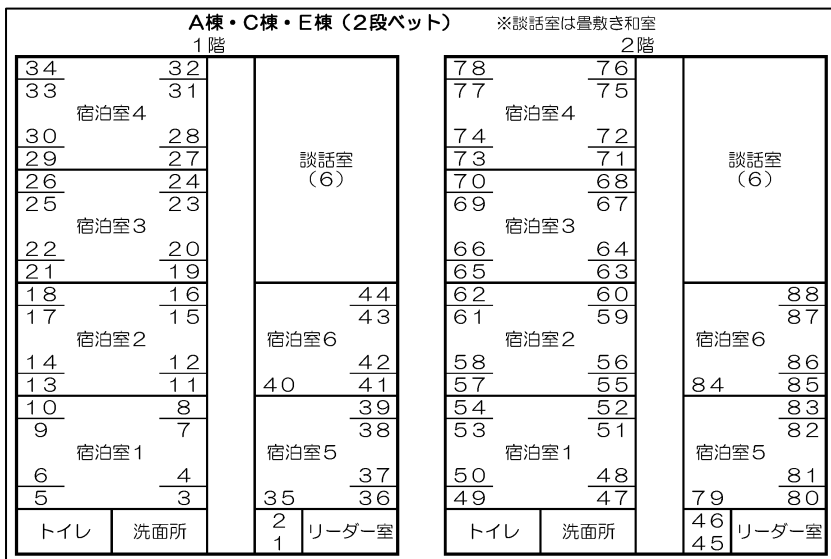 A棟・C棟・E棟（2段ベット）　※談話室は畳敷き和室
1階
34 32
33 31
宿泊室4
30 28
29 27
談話室
（6）
26 24
25 23
宿泊室3
22 20
21 19
18 16 44
17 15 43
宿泊室2 宿泊室6
14 12 42
13 11 40 41
10 8 39
9 7 38
宿泊室1 宿泊室5
6 4 37
5 3 35 36
トイレ 洗面所 2 リーダー室
1
2階
78 76
77 75
宿泊室4
74 72
73 71
談話室
（6）
70 68
69 67
宿泊室3
66 64
65 63
62 60 88
61 59 87
宿泊室2 宿泊室6
58 56 86
57 55 84 85
54 52 83
53 51 82
宿泊室1 宿泊室5
50 48 81
49 47 79 80
トイレ 洗面所 46 リーダー室
45